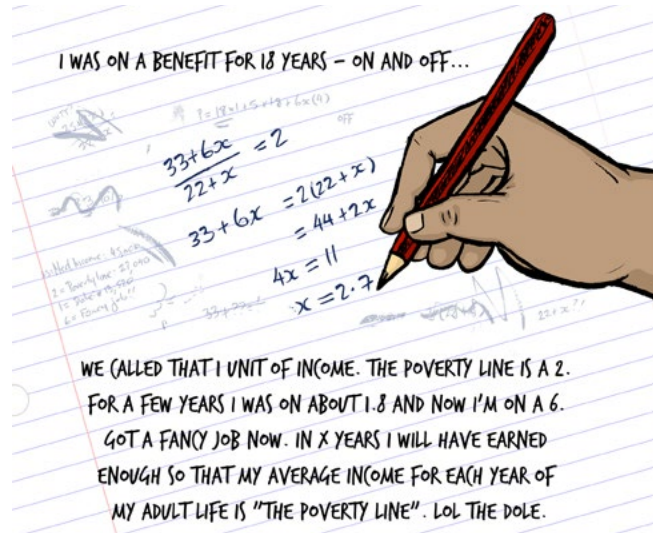 I WAS ON A BENEFIT FOR 18 YEARS – ON AND OFF...
off
33+6x
22+x
=2
33+6x = 2(22+x)
= 44+2x
4x = 11
x = 2.7
22+x?!
WE CALLED THAT 1 UNIT OF INCOME. THE POVERTY LINE IS A 2.
FOR A FEW YEARS I WAS ON ABOUT 1.8 AND NOW I'M ON A 6.
GOT A FANCY JOB NOW. IN X YEARS I WILL HAVE EARNED
ENOUGH SO THAT MY AVERAGE INCOME FOR EACH YEAR OF
MY ADULT LIFE IS "THE POVERTY LINE". LOL THE DOLE.